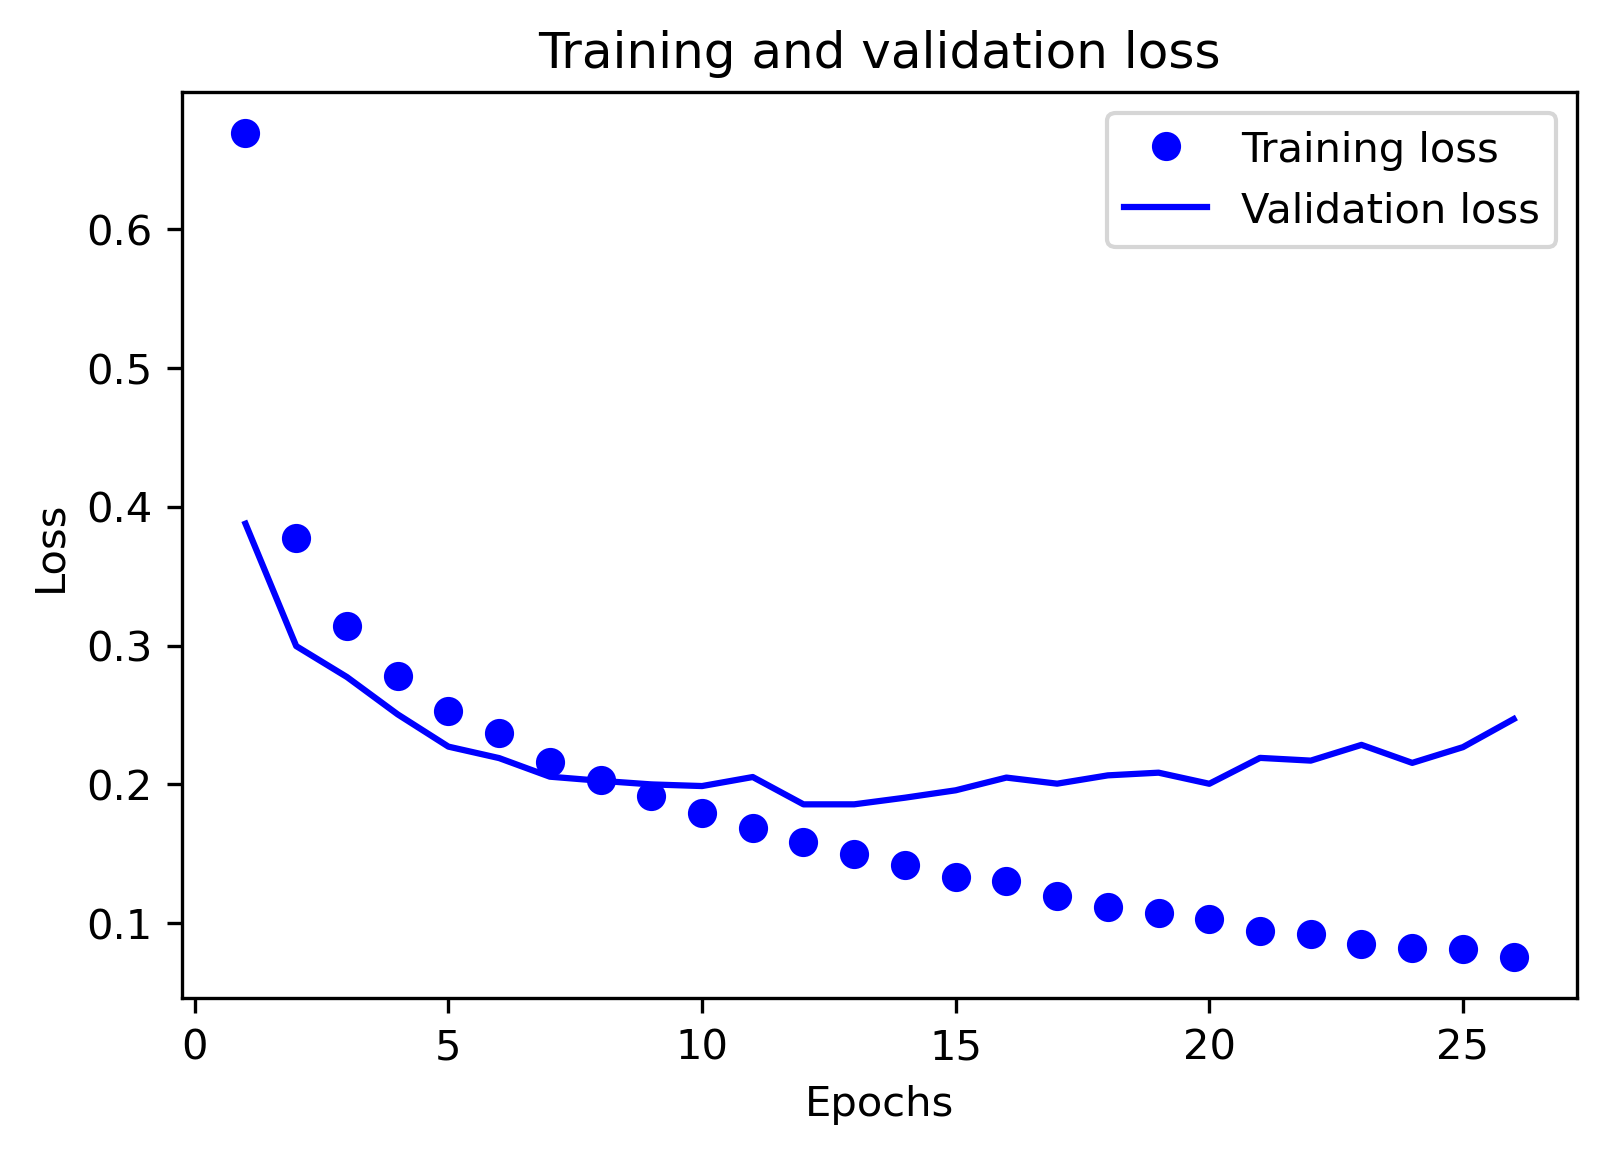 Training and validation loss
Training loss
Validation loss
0.6
0.5
0.4
0.3
0.2
0.1
Loss
0 5 10 15 20 25
Epochs